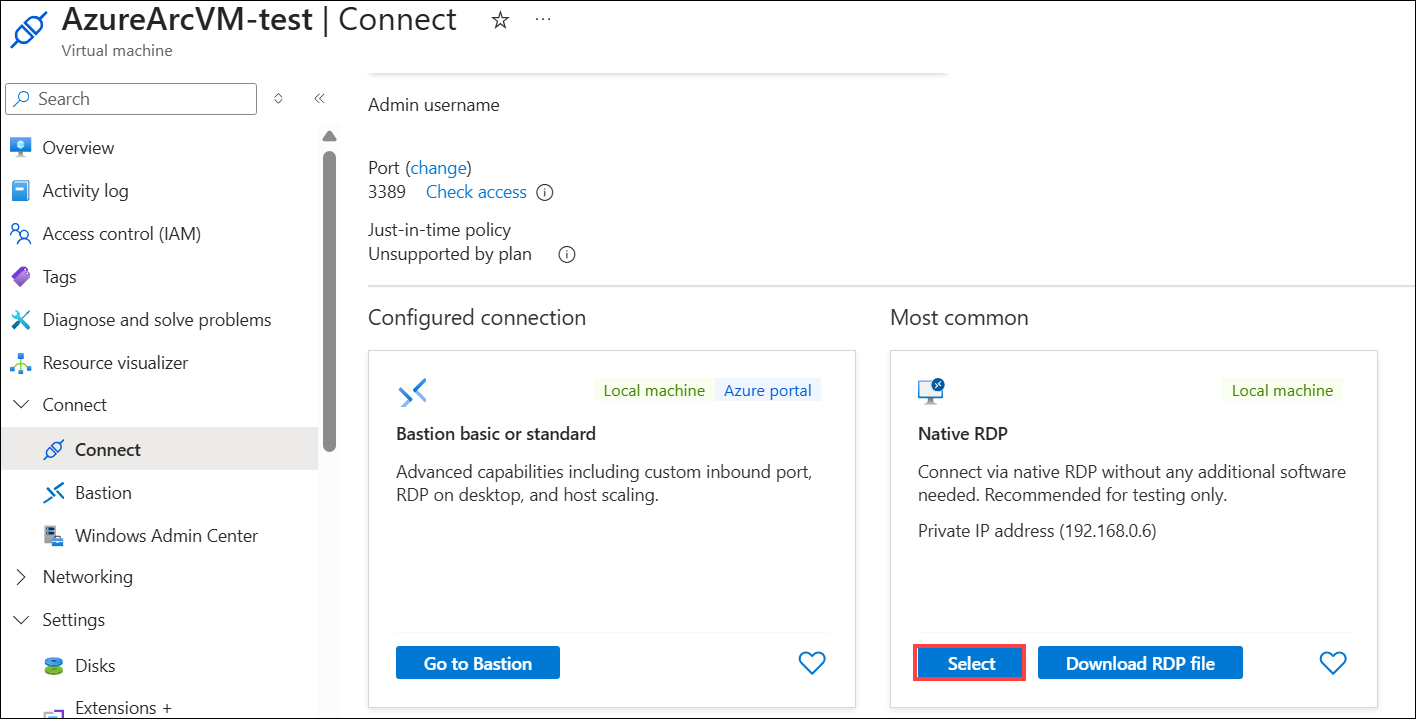 AzureArcVM-test | Connect
Virtual machine
Search
Overview
Activity log
Access control (IAM)
Tags
Diagnose and solve problems
Resource visualizer
Connect
Connect
Bastion
Windows Admin Center
Networking
Settings
Disks
Extensions +
Admin username
Port (change)
3389 Check access
Just-in-time policy
Unsupported by plan
Configured connection
Local machine Azure portal
Bastion basic or standard
Advanced capabilities including custom inbound port,
RDP on desktop, and host scaling.
Go to Bastion
Most common
Local machine
Native RDP
Connect via native RDP without any additional software
needed. Recommended for testing only.
Private IP address (192.168.0.6)
Select Download RDP file